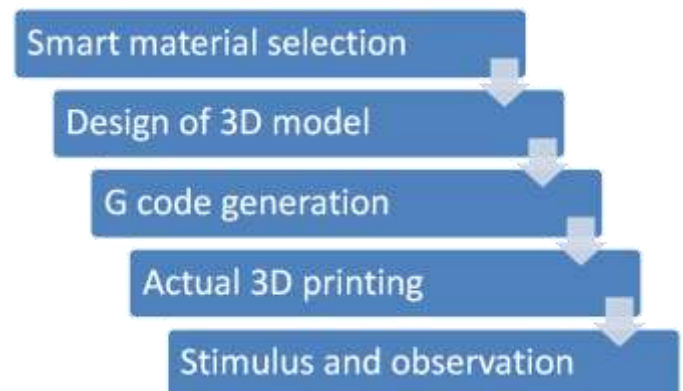 Smart material selection
Design of 3D model
G code generation
Actual 3D printing
Stimulus and observation